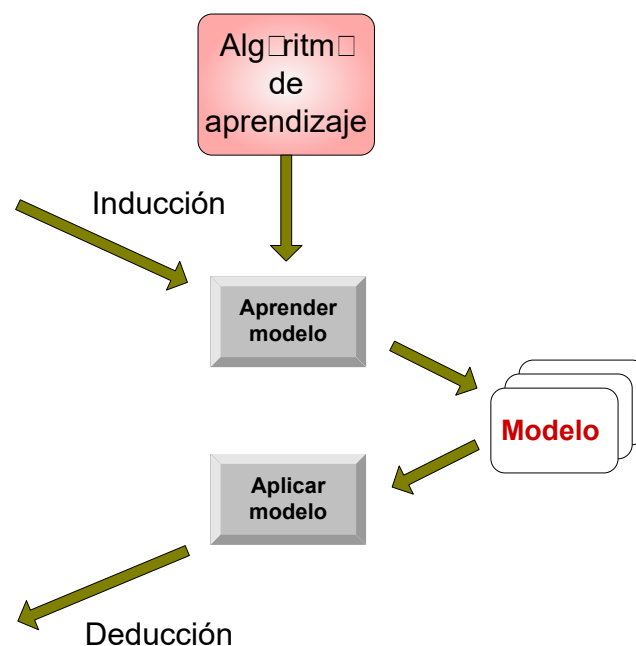 Alg□ritm□
de
aprendizaje
Inducción
Aprender
modelo
Modelo
Aplicar
modelo
Deducción